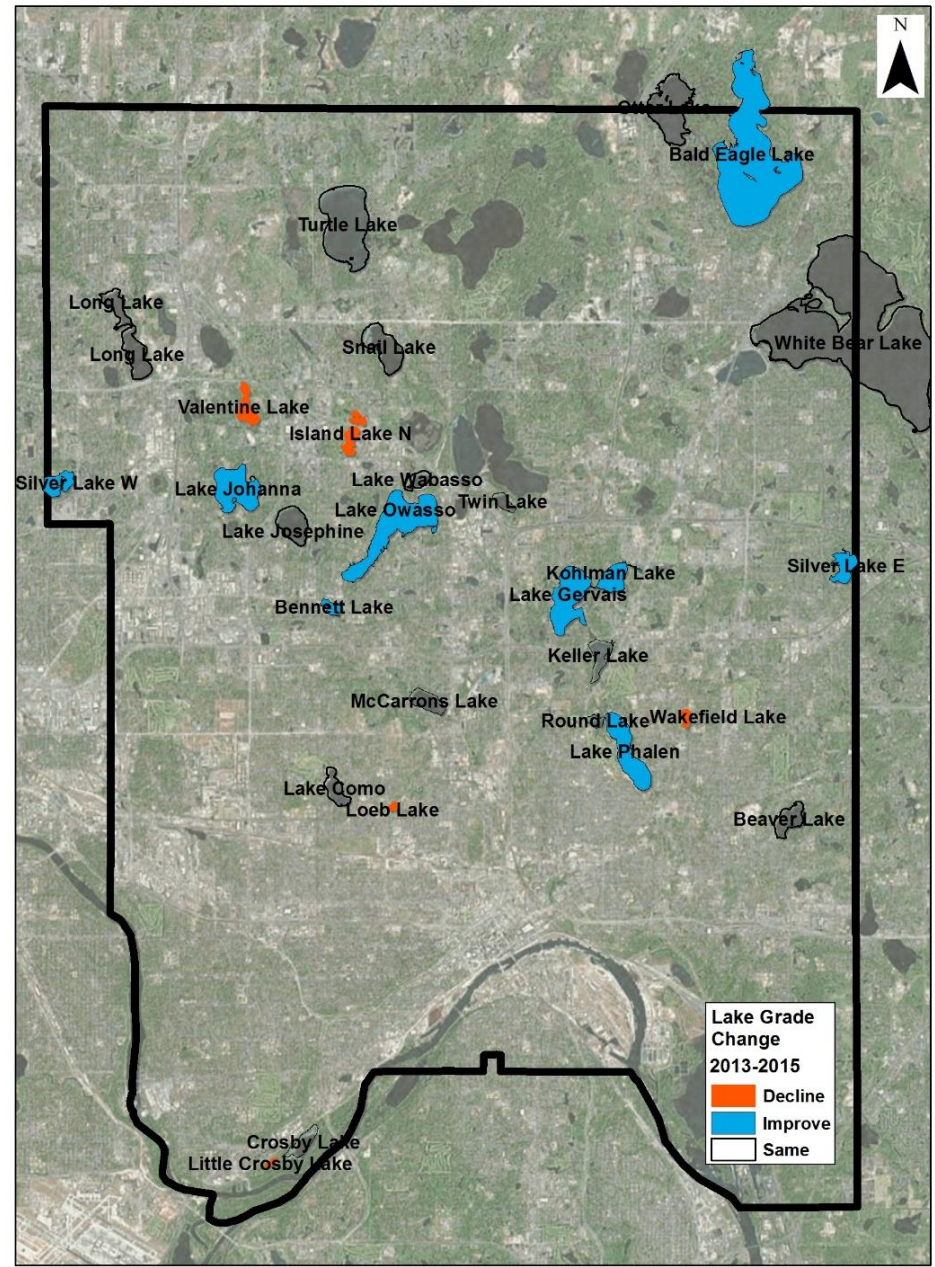 N
Otter Lake
Bald Eagle Lake
Turtle Lake
Long Lake
Long Lake
Snail Lake
White Bear Lake
Valentine Lake
Island Lake N
Silver Lake W
Lake Johanna
Lake Wabasso
Lake Owasso
Twin Lake
Lake Josephine
Silver Lake E
Kohlman Lake
Lake Gervais
Bennett Lake
Keller Lake
McCarrons Lake
Round Lake
Wakefield Lake
Lake Phalen
Lake Como
Loeb Lake
Beaver Lake
Crosby Lake
Little Crosby Lake
Lake Grade
Change
2013-2015
Decline
Improve
Same